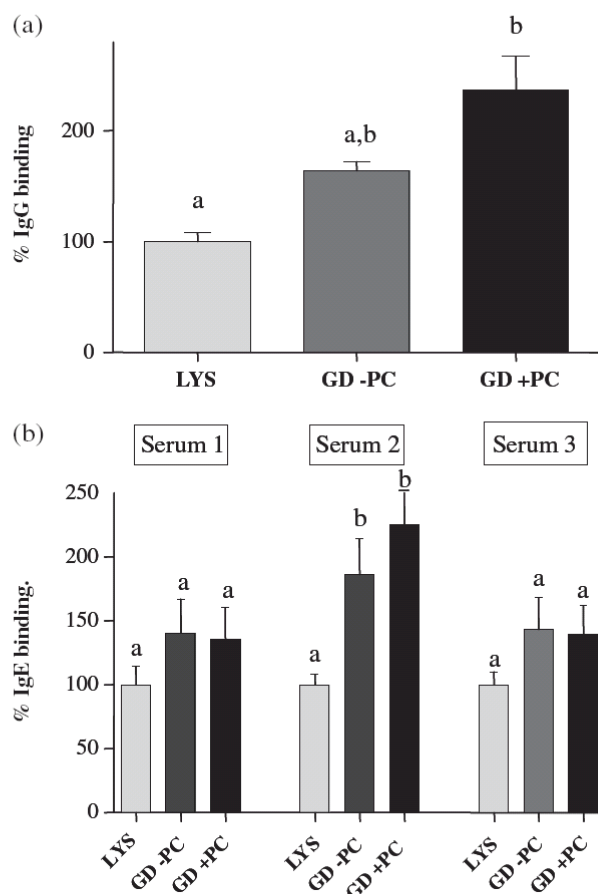 (a)
b
a,b
a
200
100
0
% IgG binding
LYS GD -PC GD +PC
(b)
Serum 1 Serum 2 Serum 3
250
200
150
100
50
0
% IgE binding.
a a a
a b b
a a a
LYS GD -PC GD +PC LYS GD -PC GD +PC LYS GD -PC GD +PC